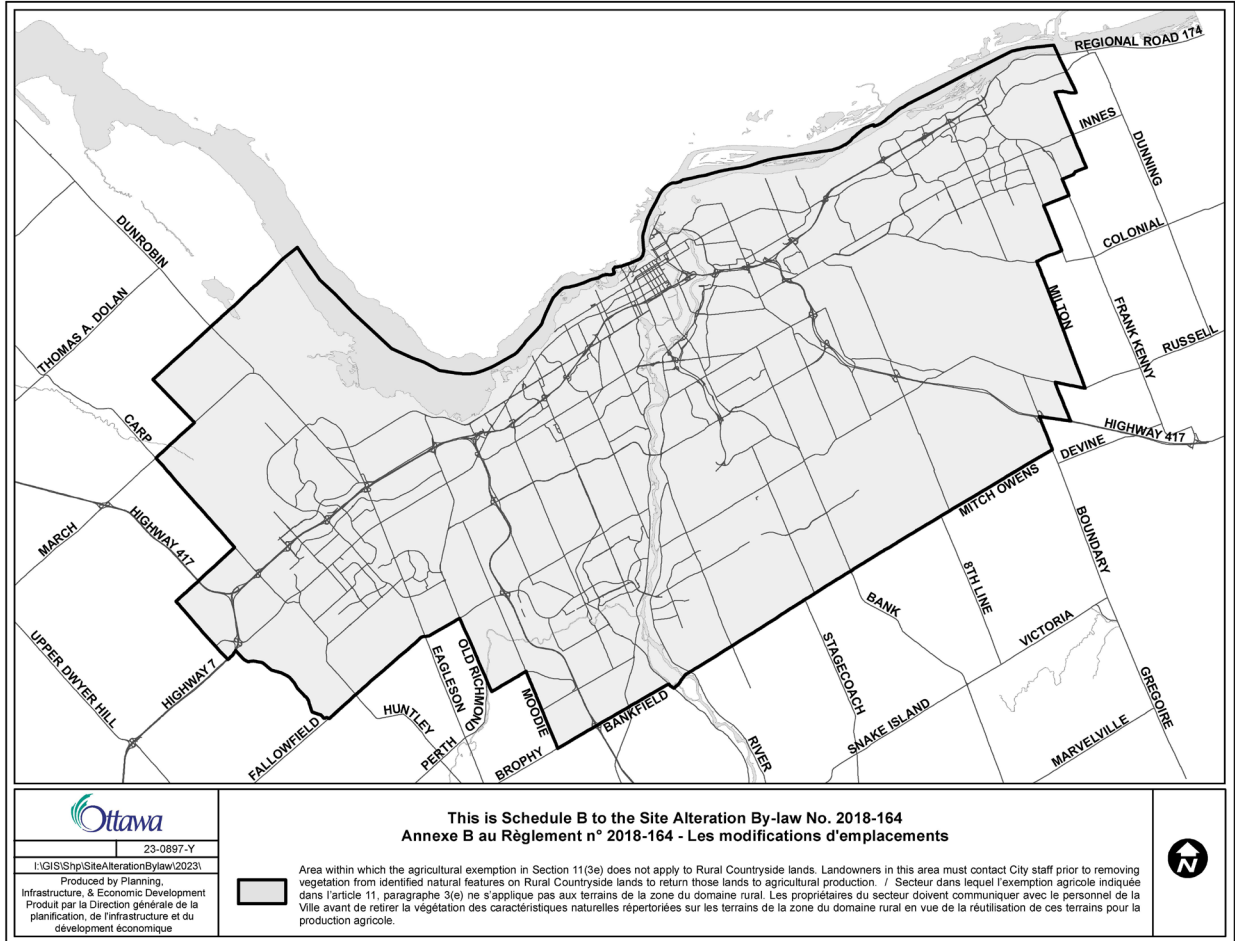 REGIONAL ROAD 174
INNES
DUNNING
DUNROBIN
COLONIAL
THOMAS A. DOLAN
MILTON
FRANK KENNY
RUSSELL
CARP
HIGHWAY 417
DEVINE
MITCH OWENS
MARCH
HIGHWAY 417
BOUNDARY
8TH LINE
BANK
VICTORIA
UPPER DWYER HILL
HIGHWAY 7
EAGLESON
OLD RICHMOND
STAGECOACH
MOODIE
GREGOIRE
HUNTLEY
BANKFIELD
SNAKE ISLAND
FALLOWFIELD
PERTH
BROPHY
RIVER
MARVELVILLE
Ottawa
23-0897-Y
I:\GIS\Shp\SiteAlterationBylaw\2023\
Produced by Planning,
Infrastructure, & Economic Development
Produit par la Direction générale de la
planification, de l'infrastructure et du
développement économique
This is Schedule B to the Site Alteration By-law No. 2018-164
Annexe B au Règlement n° 2018-164 - Les modifications d'emplacements
Area within which the agricultural exemption in Section 11(3e) does not apply to Rural Countryside lands. Landowners in this area must contact City staff prior to removing
vegetation from identified natural features on Rural Countryside lands to return those lands to agricultural production. / Secteur dans lequel l'exemption agricole indiquée
dans l'article 11, paragraphe 3(e) ne s'applique pas aux terrains de la zone du domaine rural. Les propriétaires du secteur doivent communiquer avec le personnel de la
Ville avant de retirer la végétation des caractéristiques naturelles répertoriées sur les terrains de la zone du domaine rural en vue de la réutilisation de ces terrains pour la
production agricole.
N